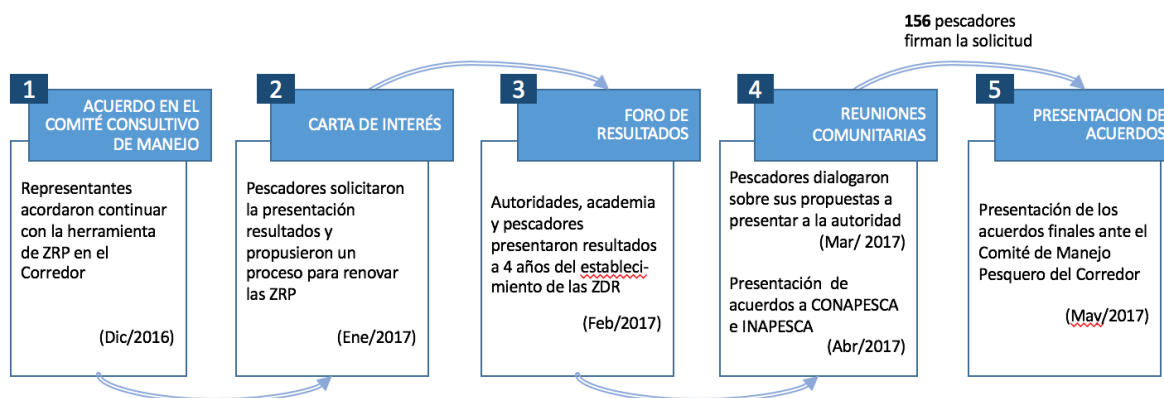 156 pescadores
firman la solicitud
1
ACUERDO EN EL
COMITÉ CONSULTIVO
DE MANEJO
Representantes
acordaron continuar
con la herramienta
de ZRP en el
Corredor
(Dic/2016)
2
CARTA DE INTERÉS
Pescadores solicitaron
la presentación
resultados y
propusieron un
proceso para renovar
las ZRP
(Ene/2017)
3
FORO DE
RESULTADOS
Autoridades, academia
y pescadores
presentaron resultados
a 4 años del estableci-
miento de las ZDR
(Feb/2017)
4
REUNIONES
COMUNITARIAS
Pescadores dialogaron
sobre sus propuestas a
presentar a la autoridad
(Mar/ 2017)
Presentación de
acuerdos a CONAPESCA
e INAPESCA
(Abr/2017)
5
PRESENTACION DE
ACUERDOS
Presentación de los
acuerdos finales ante el
Comité de Manejo
Pesquero del Corredor
(May/2017)